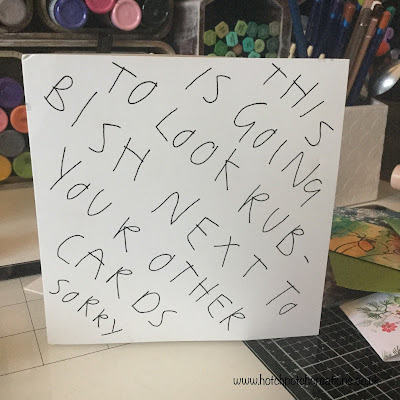 THIS
IS GOING
TO LOOK RUB-
BISH NEXT TO
YOUR OTHER
CARDS
SORRY